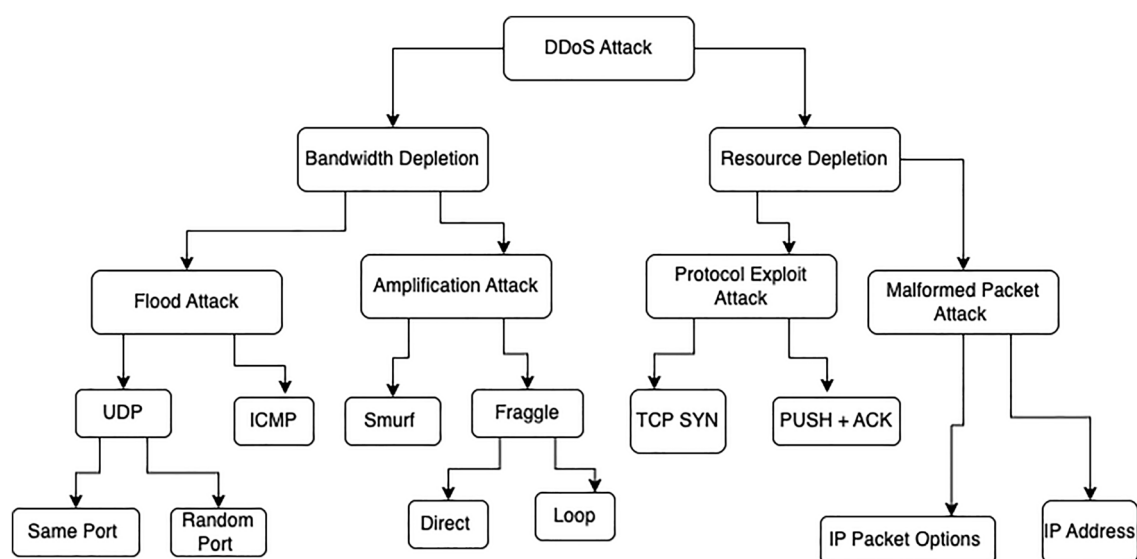 DDoS Attack
Bandwidth Depletion
Resource Depletion
Flood Attack
Amplification Attack
Protocol Exploit
Attack
Malformed Packet
Attack
UDP
ICMP
Smurf
Fraggle
TCP SYN
PUSH + ACK
Same Port
Random
Port
Direct
Loop
IP Packet Options
IP Address